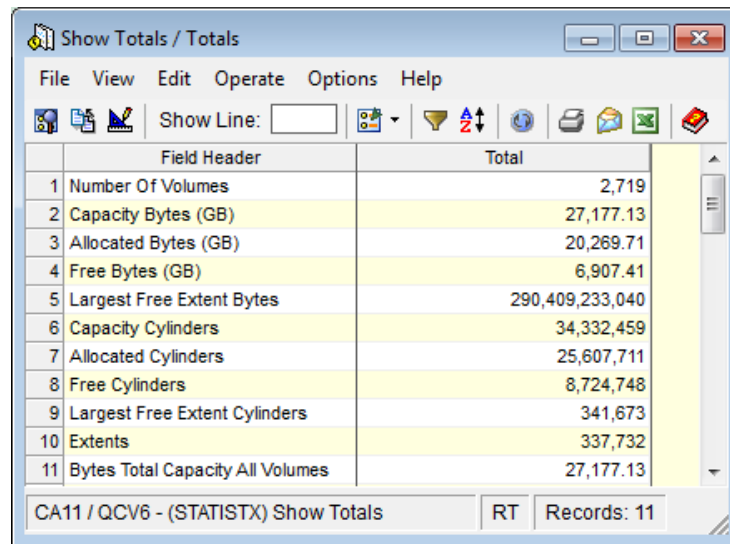 Show Totals / Totals
File View Edit Operate Options Help
Show Line:
Field Header Total
1 Number Of Volumes 2,719
2 Capacity Bytes (GB) 27,177.13
3 Allocated Bytes (GB) 20,269.71
4 Free Bytes (GB) 6,907.41
5 Largest Free Extent Bytes 290,409,233,040
6 Capacity Cylinders 34,332,459
7 Allocated Cylinders 25,607,711
8 Free Cylinders 8,724,748
9 Largest Free Extent Cylinders 341,673
10 Extents 337,732
11 Bytes Total Capacity All Volumes 27,177.13
CA11 / QCV6 - (STATISTX) Show Totals RT Records: 11